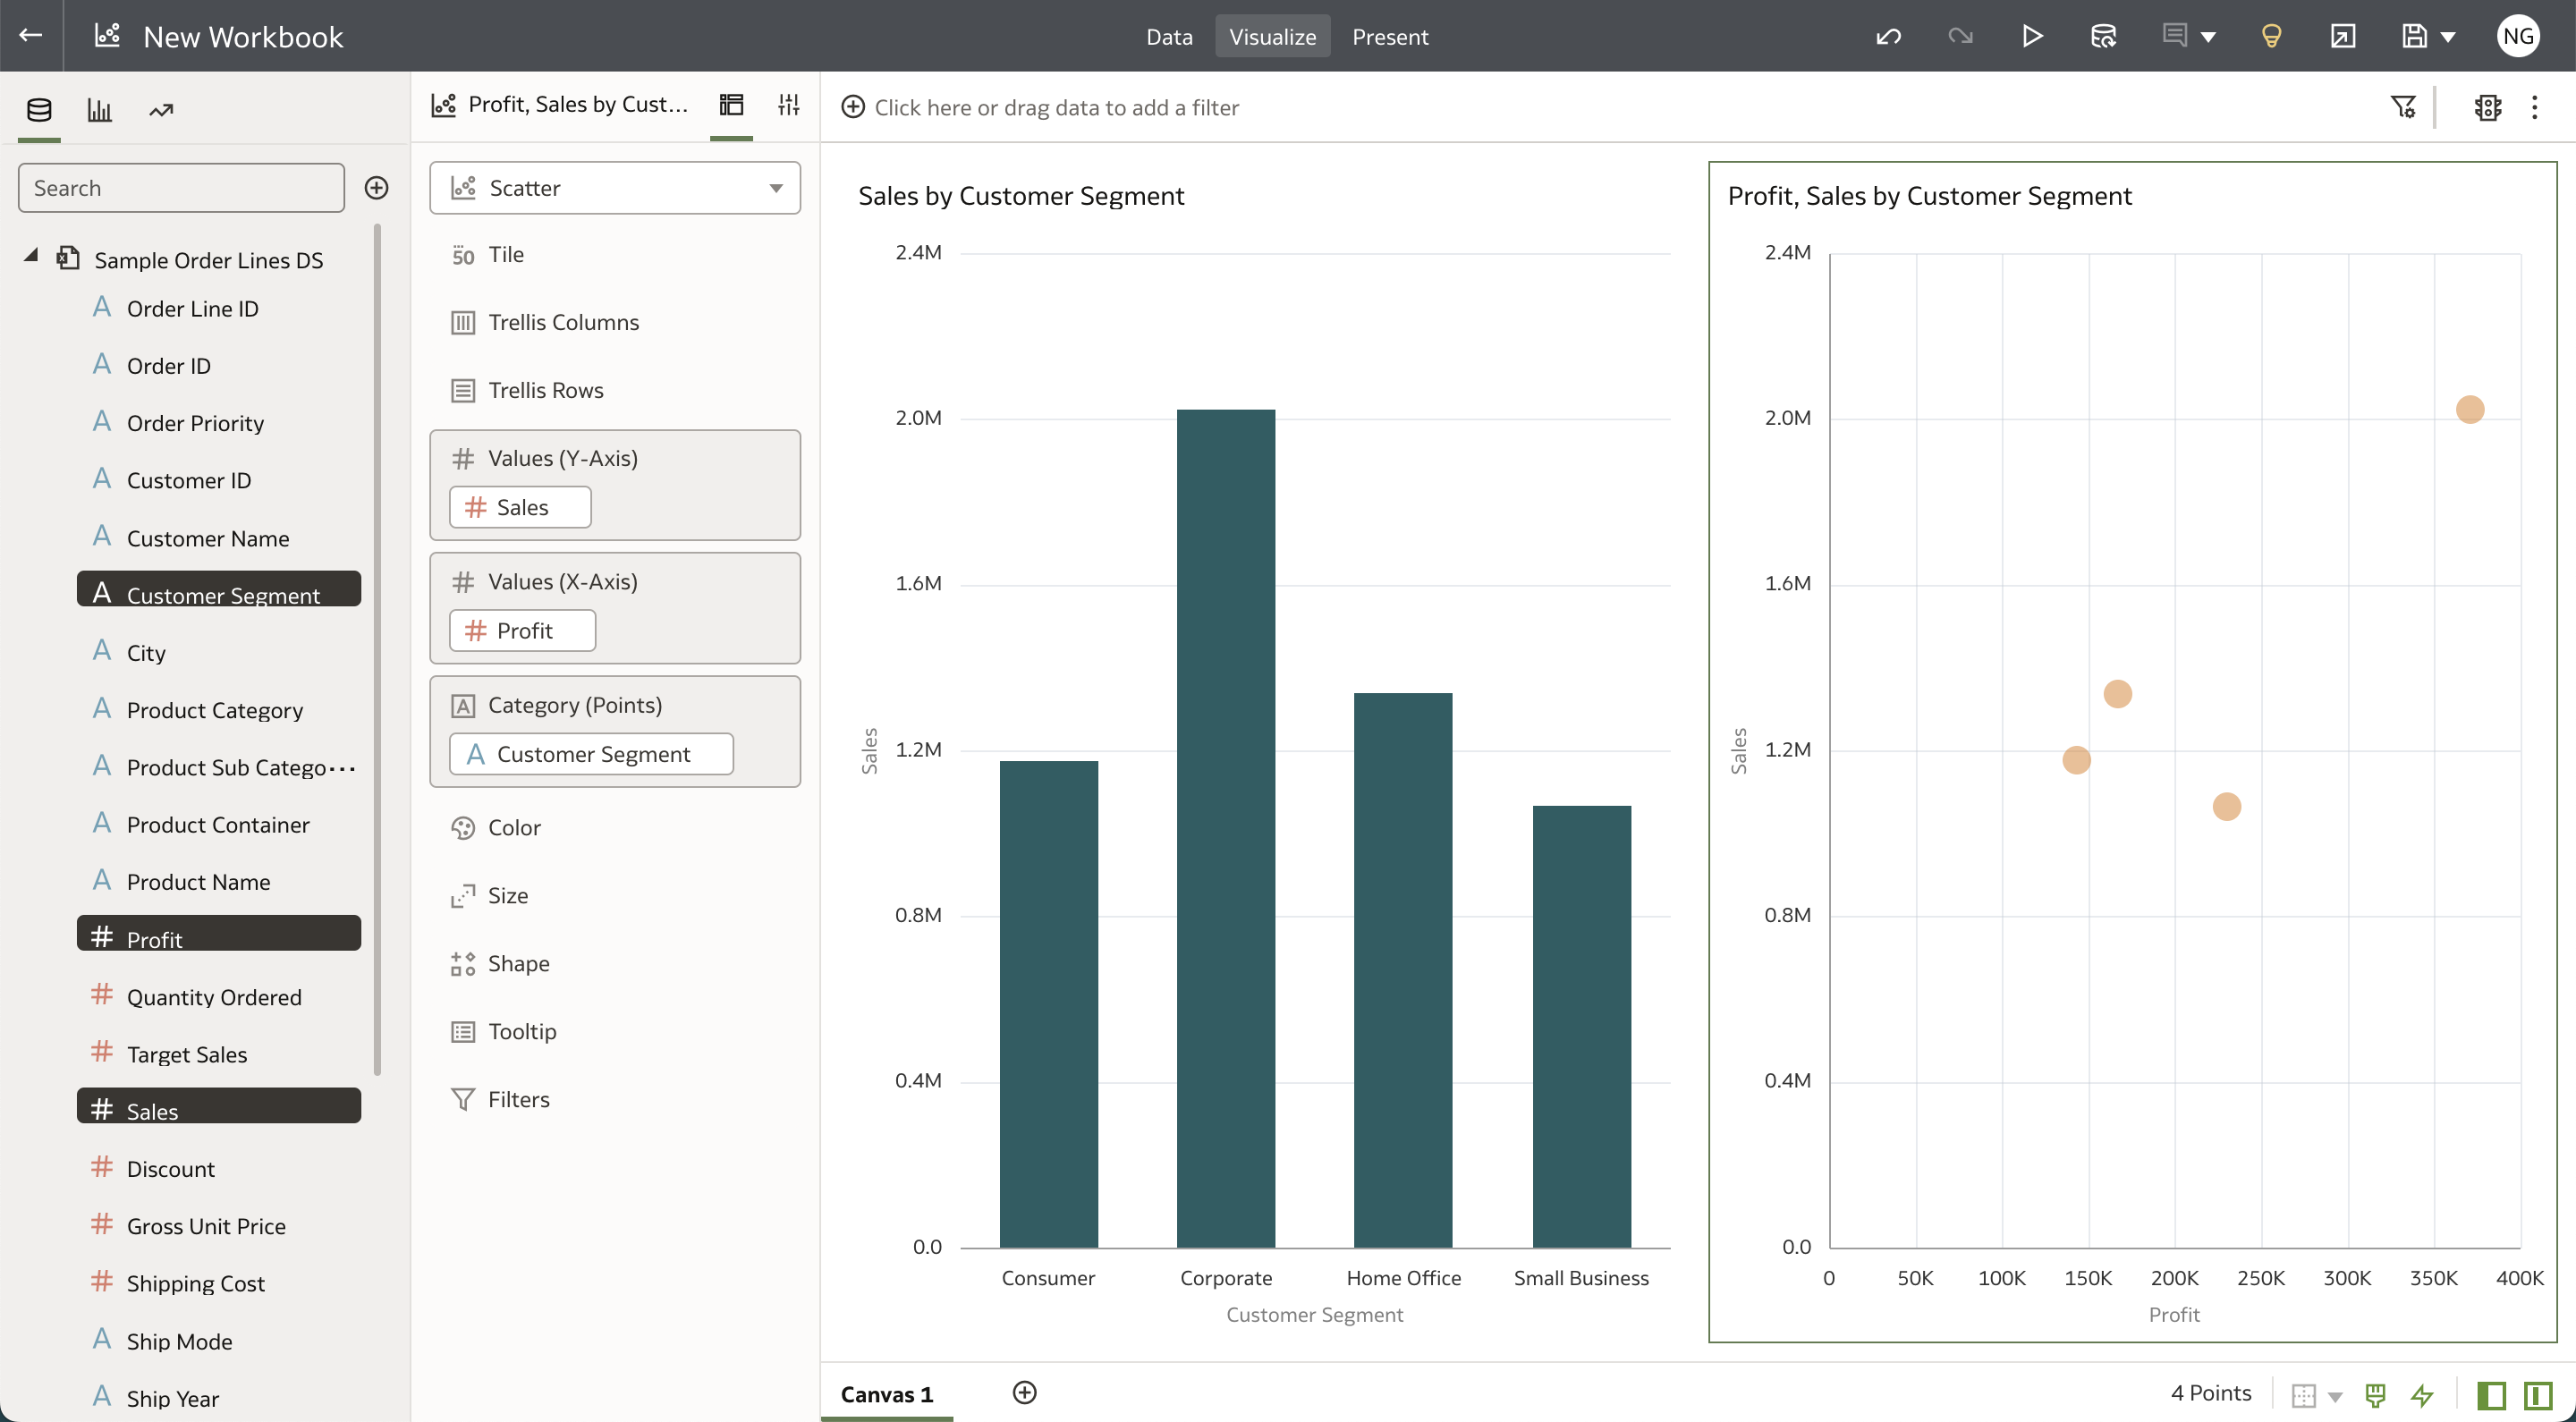 New Workbook
Data
Visualize
Present
NG
Search
Sample Order Lines DS
Order Line ID
Order ID
Order Priority
Customer ID
Customer Name
Customer Segment
City
Product Category
Product Sub Catego···
Product Container
Product Name
Profit
Quantity Ordered
Target Sales
Sales
Discount
Gross Unit Price
Shipping Cost
Ship Mode
Ship Year
Profit, Sales by Cust...
Scatter
50 Tile
Trellis Columns
Trellis Rows
# Values (Y-Axis)
# Sales
# Values (X-Axis)
# Profit
Category (Points)
A Customer Segment
Color
Size
Shape
Tooltip
Filters
Click here or drag data to add a filter
Sales by Customer Segment
2.4M
2.0M
1.6M
1.2M
0.8M
0.4M
0.0
Sales
Consumer
Corporate
Home Office
Small Business
Customer Segment
Profit, Sales by Customer Segment
2.4M
2.0M
1.6M
1.2M
0.8M
0.4M
0.0
Sales
0
50K
100K
150K
200K
250K
300K
350K
400K
Profit
Canvas 1
4 Points